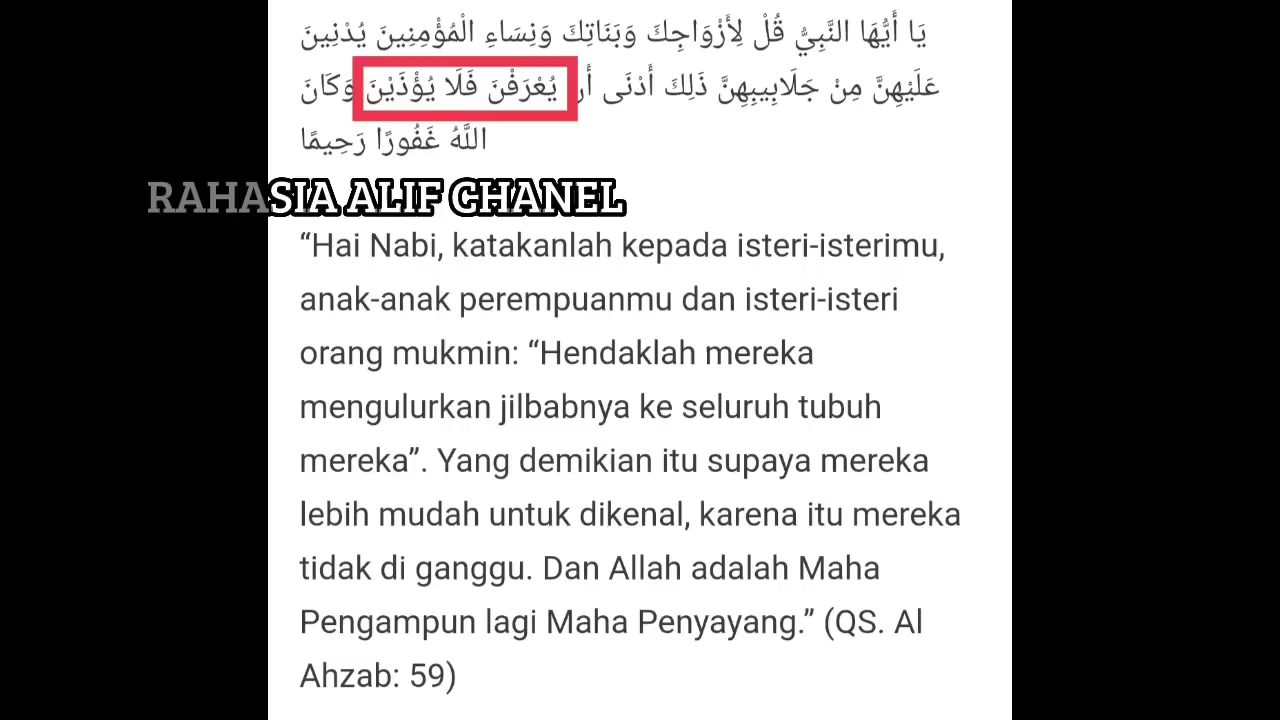 يَا أَيُّهَا النَّبِيُّ قُلْ لِأَزْوَاجِكَ وَبَنَاتِكَ وَنِسَاءِ الْمُؤْمِنِينَ يُدْنِينَ
عَلَيْهِنَّ مِنْ جَلَابِيبِهِنَّ ذَلِكَ أَدْنَى أَن يُعْرَفْنَ فَلَا يُؤْذَيْنَ وَكَانَ
اللَّهُ غَفُورًا رَحِيمًا
RAHASIA ALIF CHANEL
“Hai Nabi, katakanlah kepada isteri-isterimu,
anak-anak perempuanmu dan isteri-isteri
orang mukmin: “Hendaklah mereka
mengulurkan jilbabnya ke seluruh tubuh
mereka”. Yang demikian itu supaya mereka
lebih mudah untuk dikenal, karena itu mereka
tidak di ganggu. Dan Allah adalah Maha
Pengampun lagi Maha Penyayang.” (QS. Al
Ahzab: 59)